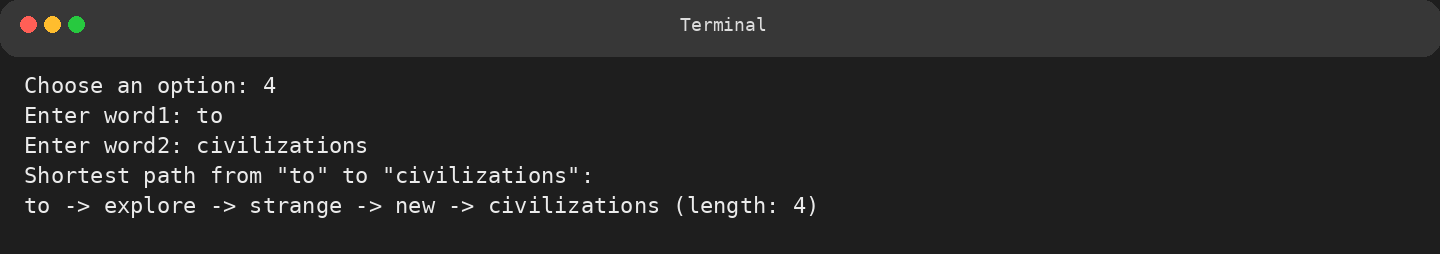 Terminal
Choose an option: 4
Enter word1: to
Enter word2: civilizations
Shortest path from "to" to "civilizations":
to -> explore -> strange -> new -> civilizations (length: 4)